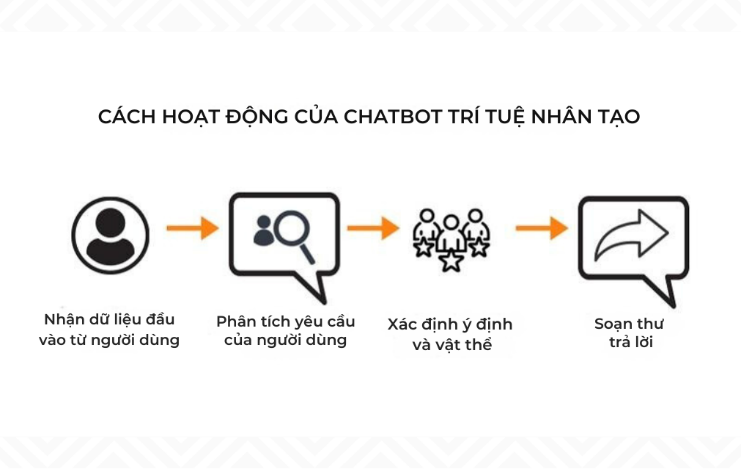 CÁCH HOẠT ĐỘNG CỦA CHATBOT TRÍ TUỆ NHÂN TẠO
Nhận dữ liệu đầu
vào từ người dùng
Phân tích yêu cầu
của người dùng
Xác định ý định
và vật thể
Soạn thư
trả lời